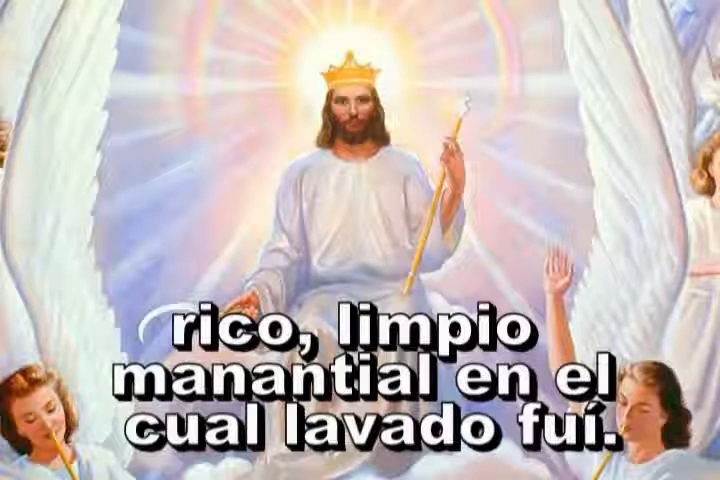 rico, limpio
manantial en el
cual lavado fuí.